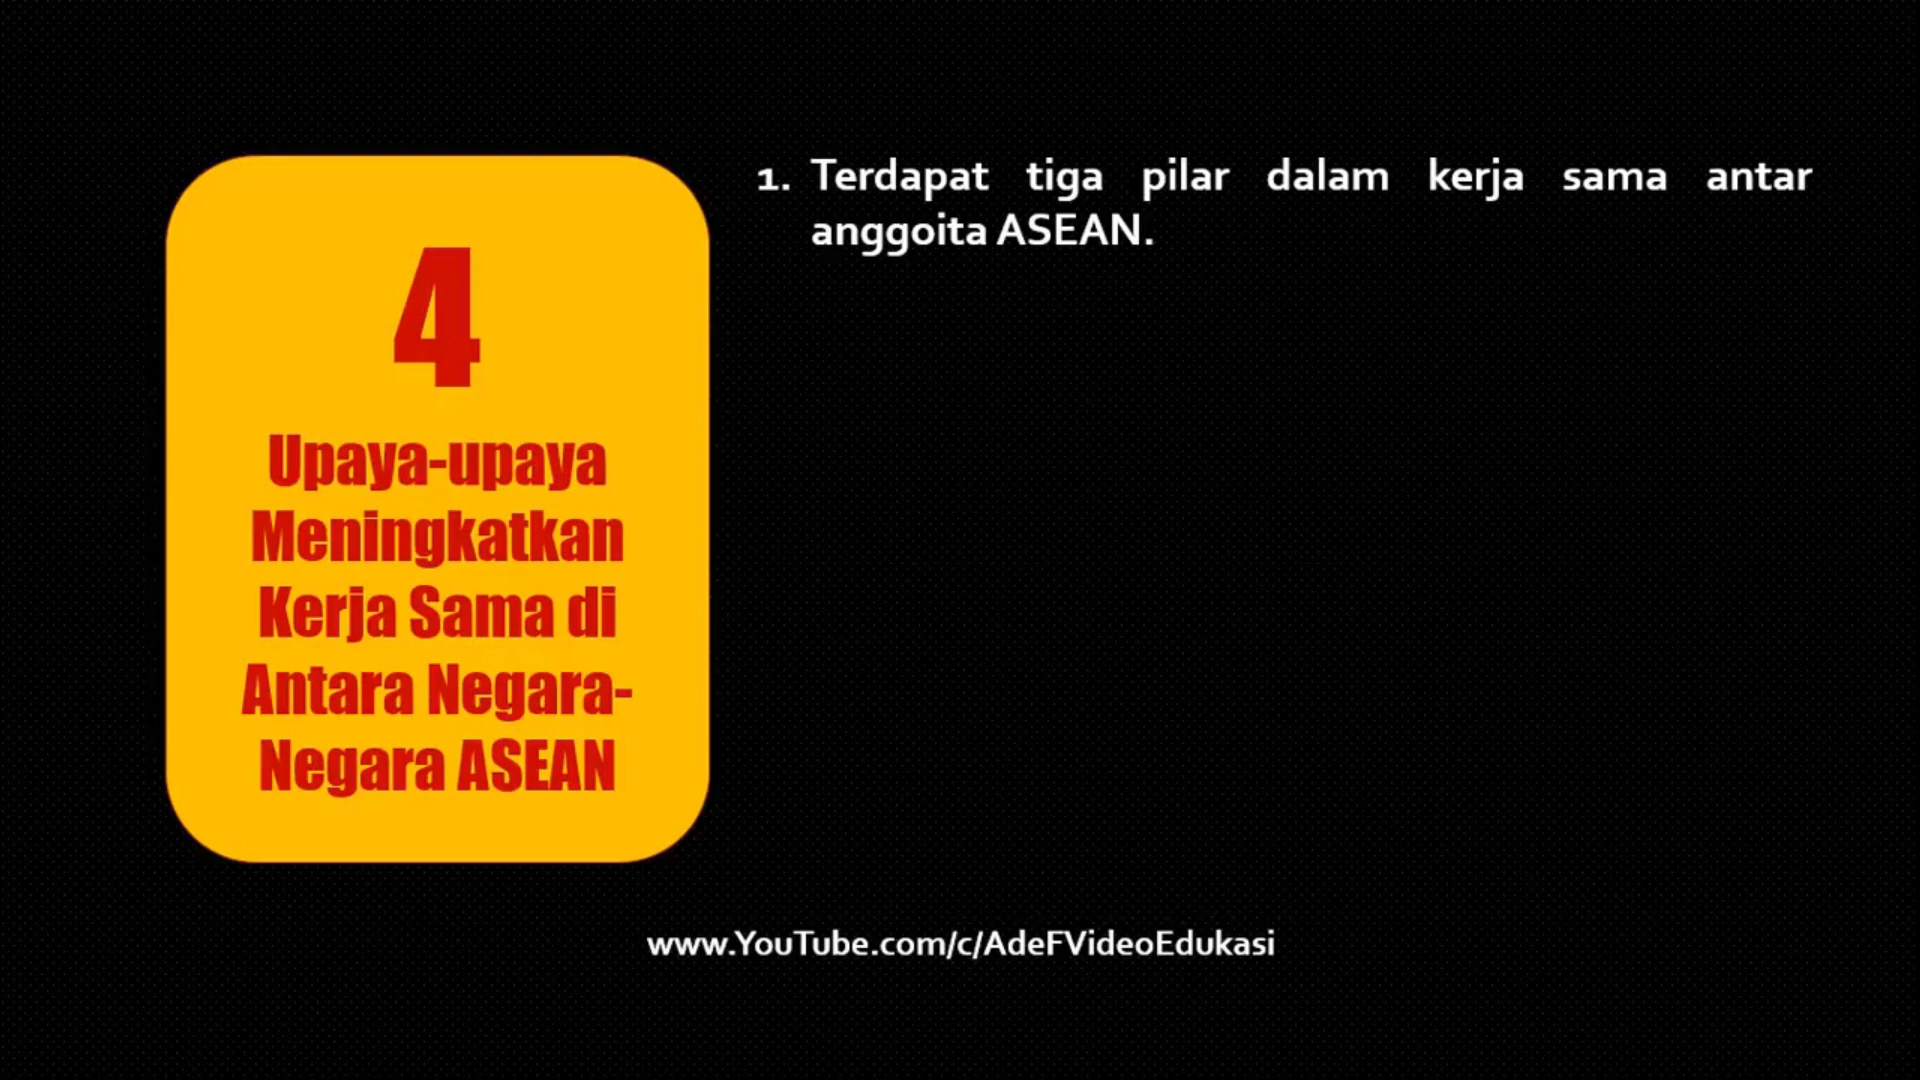 4
Upaya-upaya
Meningkatkan
Kerja Sama di
Antara Negara-
Negara ASEAN
1. Terdapat tiga pilar dalam kerja sama antar
anggoita ASEAN.
www.YouTube.com/c/AdeFVideoEdukasi